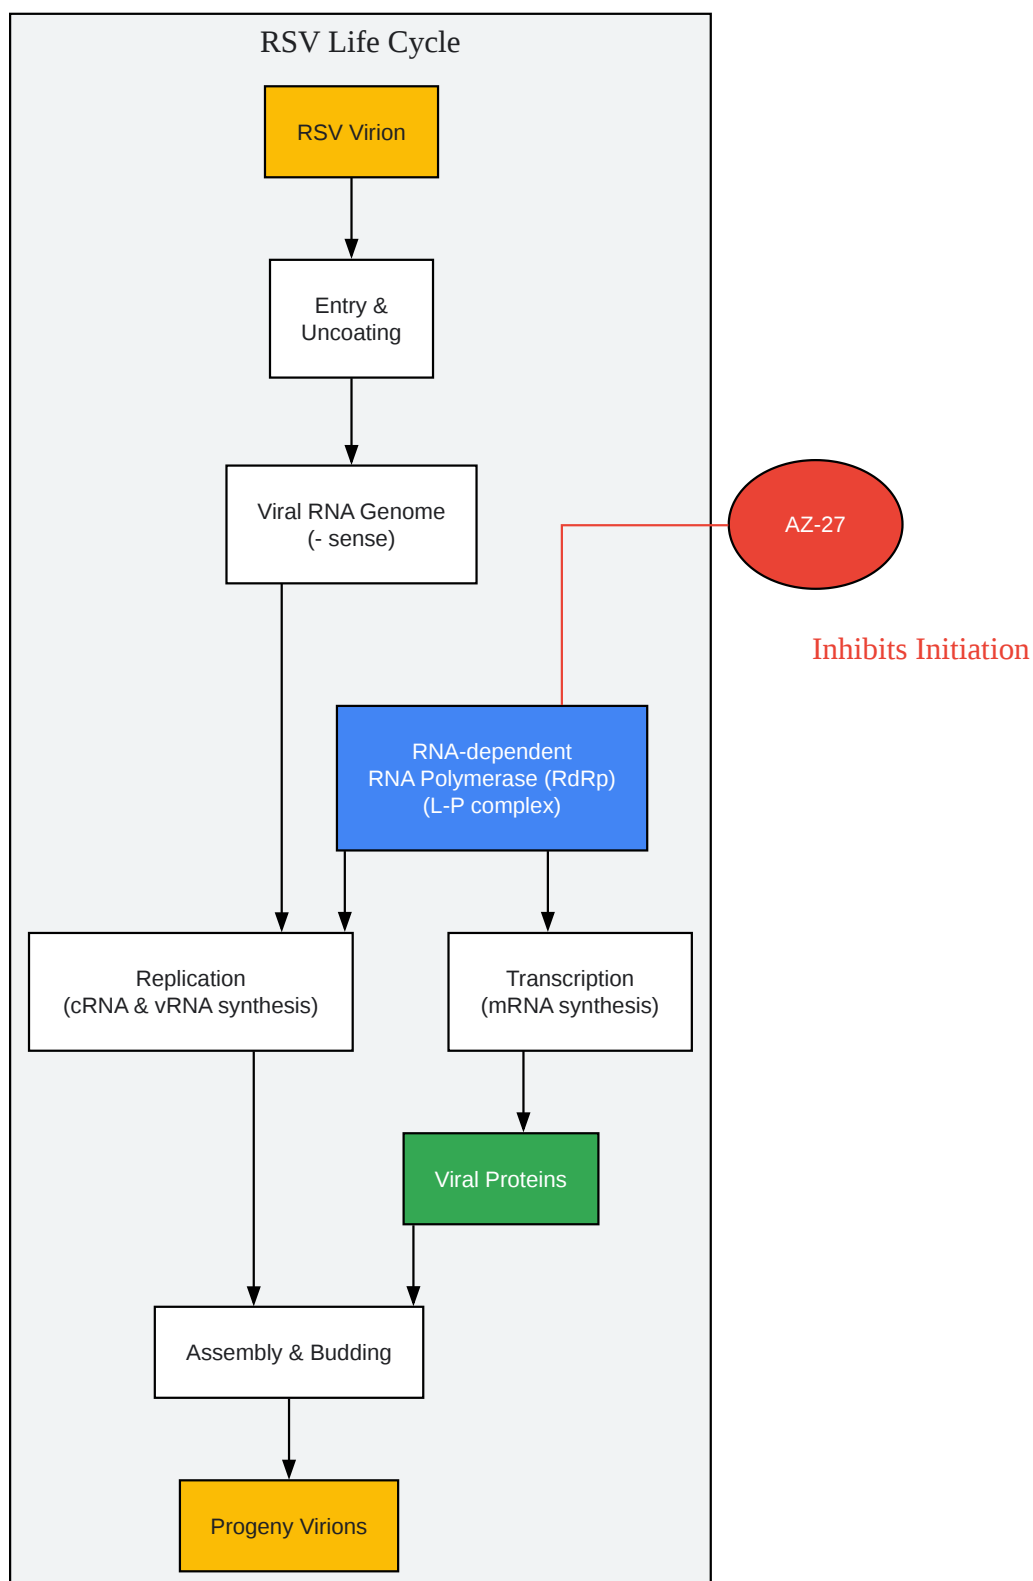 RSV Life Cycle
RSV Virion
Entry &
Uncoating
Viral RNA Genome
(- sense)
AZ-27
Inhibits Initiation
RNA-dependent
RNA Polymerase (RdRp)
(L-P complex)
Replication
(cRNA & vRNA synthesis)
Transcription
(mRNA synthesis)
Viral Proteins
Assembly & Budding
Progeny Virions